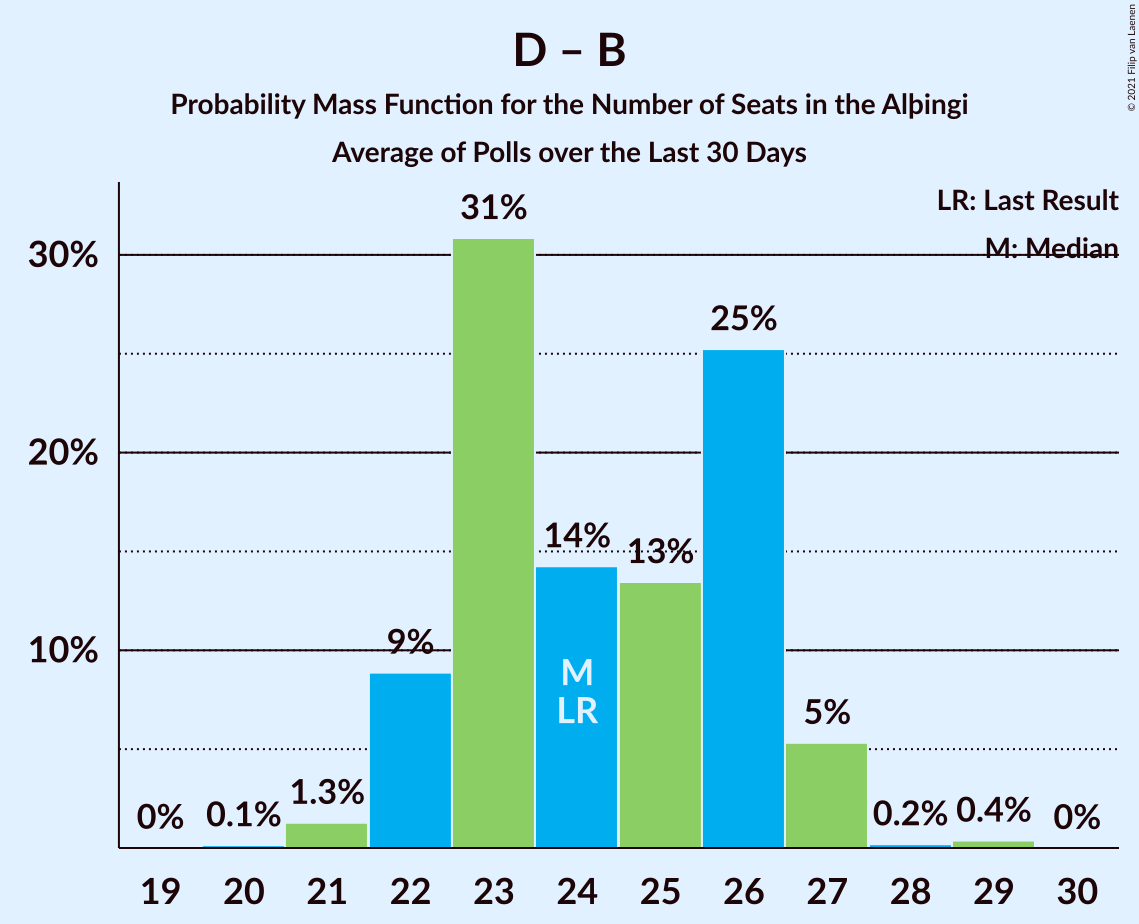 D – B
Probability Mass Function for the Number of Seats in the Alþingi
Average of Polls over the Last 30 Days
© 2021 Filip van Laenen
LR: Last Result
M: Median
30%
20%
10%
0%
0.1%
1.3%
9%
31%
14%
13%
25%
5%
0.2%
0.4%
0%
M
LR
19 20 21 22 23 24 25 26 27 28 29 30